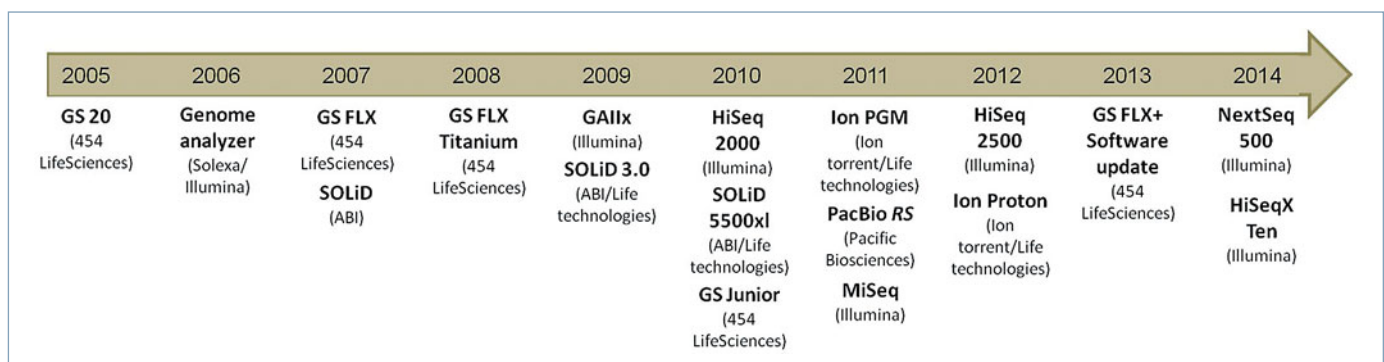 2005 2006 2007 2008 2009 2010 2011 2012 2013 2014
GS 20
(454
LifeSciences)
Genome
analyzer
(Solexa/
Illumina)
GS FLX
(454
LifeSciences)
SOLiD
(ABI)
GS FLX
Titanium
(454
LifeSciences)
GAIIx
(Illumina)
SOLiD 3.0
(ABI/Life
technologies)
HiSeq
2000
(Illumina)
SOLiD
5500xl
(ABI/Life
technologies)
GS Junior
(454
LifeSciences)
Ion PGM
(Ion
torrent/Life
technologies)
PacBio RS
(Pacific
Biosciences)
MiSeq
(Illumina)
HiSeq
2500
(Illumina)
Ion Proton
(Ion
torrent/Life
technologies)
GS FLX+
Software
update
(454
LifeSciences)
NextSeq
500
(Illumina)
HiSeqX
Ten
(Illumina)